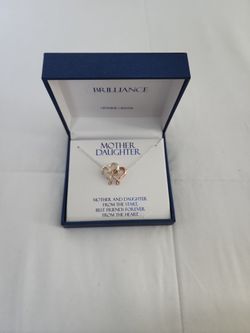 BRILLIANCE
MOTHER
DAUGHTER
MOTHER AND DAUGHTER
FROM THE START,
BEST FRIENDS FOREVER
FROM THE HEART